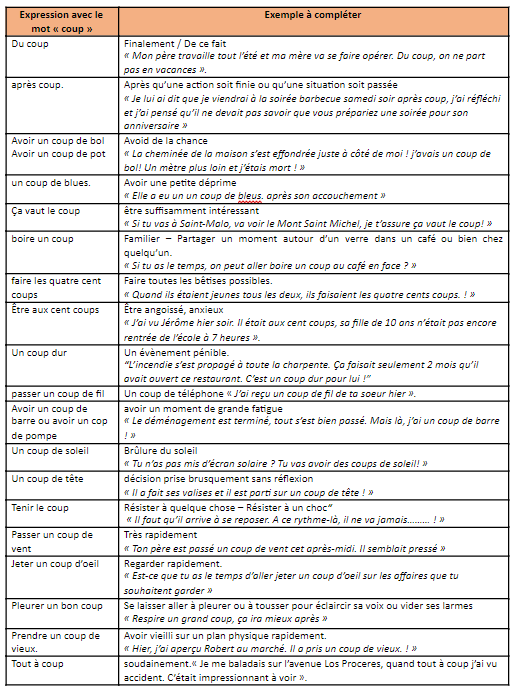 Expression avec le mot « coup »
Exemple à compléter
Du coup
Finalement / De ce fait
« Mon père travaille tout l'été et ma mère va se faire opérer. Du coup, on ne part
pas en vacances ».
après coup.
Après qu'une action soit finie ou qu'une situation soit passée
« Je lui ai dit que je viendrai à la soirée barbecue samedi soir après coup, j'ai réfléchi
et j'ai pensé qu'il ne devait pas savoir que vous prépariez une soirée pour son
anniversaire »
Avoir un coup de bol
Avoir un coup de pot
Avoid de la chance
« La cheminée de la maison s'est effondrée juste à côté de moi ! j'avais un coup de
bol! Un mètre plus loin et j'étais mort ! »
un coup de blues.
Avoir une petite déprime
« Elle a eu un un coup de bleus, après son accouchement »
Ça vaut le coup
être suffisamment intéressant
« Si tu vas à Saint-Malo, va voir le Mont Saint Michel, je t'assure ça vaut le coup! »
boire un coup
Familier – Partager un moment autour d'un verre dans un café ou bien chez
quelqu'un.
« Si tu as le temps, on peut aller boire un coup au café en face ? »
faire les quatre cent
coups
Faire toutes les bêtises possibles.
« Quand ils étaient jeunes tous les deux, ils faisaient les quatre cents coups. ! »
Être aux cent coups
Être angoissé, anxieux
« J'ai vu Jérôme hier soir. Il était aux cent coups, sa fille de 10 ans n'était pas encore
rentrée de l'école à 7 heures ».
Un coup dur
Un évènement pénible.
"L'incendie s'est propagé à toute la charpente. Ça faisait seulement 2 mois qu'il
avait ouvert ce restaurant. C'est un coup dur pour lui !"
passer un coup de fil
Un coup de téléphone « J'ai reçu un coup de fil de ta soeur hier ».
Avoir un coup de
barre ou avoir un cop
de pompe
avoir un moment de grande fatigue
« Le déménagement est terminé, tout s'est bien passé. Mais là, j'ai un coup de barre
! »
Un coup de soleil
Brûlure du soleil
« Tu n'as pas mis d'écran solaire ? Tu vas avoir des coups de soleil! »
Un coup de tête
décision prise brusquement sans réflexion
« Il a fait ses valises et il est parti sur un coup de tête ! »
Tenir le coup
Résister à quelque chose – Résister à un choc"
« Il faut qu'il arrive à se reposer. A ce rythme-là, il ne va jamais……… ! »
Passer un coup de
vent
Très rapidement
« Ton père est passé un coup de vent cet après-midi. Il semblait pressé »
Jeter un coup d'oeil
Regarder rapidement.
« Est-ce que tu as le temps d'aller jeter un coup d'oeil sur les affaires que tu
souhaitent garder »
Pleurer un bon coup
Se laisser aller à pleurer ou à tousser pour éclaircir sa voix ou vider ses larmes
« Respire un grand coup, ça ira mieux après »
Prendre un coup de
vieux.
Avoir vieilli sur un plan physique rapidement.
« Hier, j'ai aperçu Robert au marché. Il a pris un coup de vieux. ! »
Tout à coup
soudainement.« Je me baladais sur l'avenue Los Proceres, quand tout à coup j'ai vu
accident. C'était impressionnant à voir ».